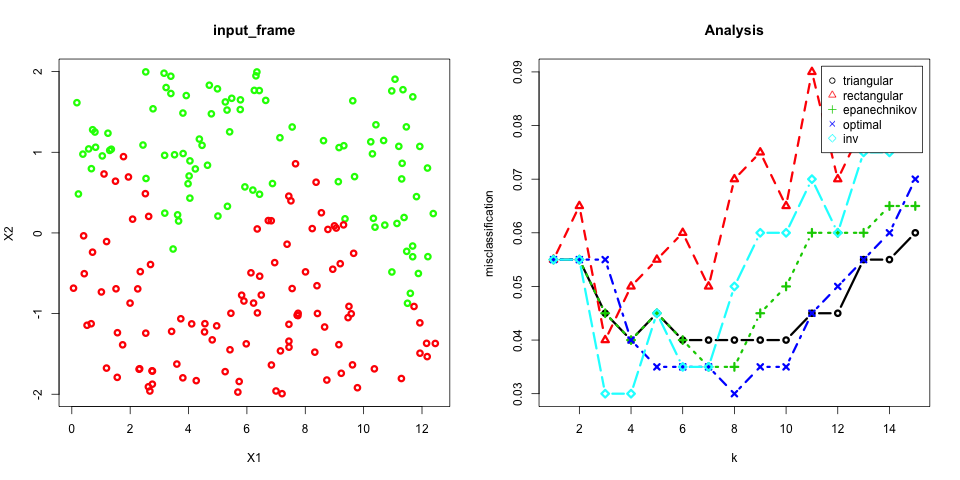 input_frame
X2
2
1
0
-1
-2
0 2 4 6 8 10 12
X1
Analysis
misclassification
0.09
0.08
0.07
0.06
0.05
0.04
0.03
triangular
rectangular
epanechnikov
optimal
inv
2 4 6 8 10 12 14
k